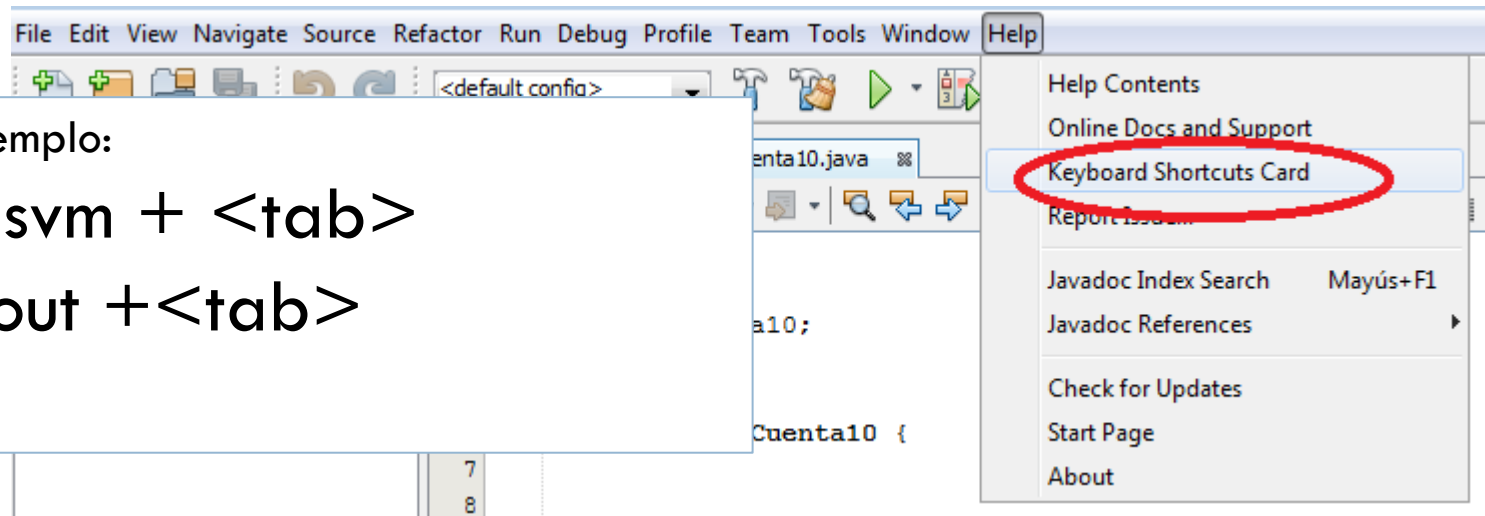 File Edit View Navigate Source Refactor Run Debug Profile Team Tools Window Help
<default config>
Help Contents
Online Docs and Support
Keyboard Shortcuts Card
Report Issue...
Javadoc Index Search Mayús+F1
Javadoc References
Check for Updates
Start Page
About
emplo:
svm + <tab>
out +<tab>
enta10.java
a10;
Cuenta10 {
7
8